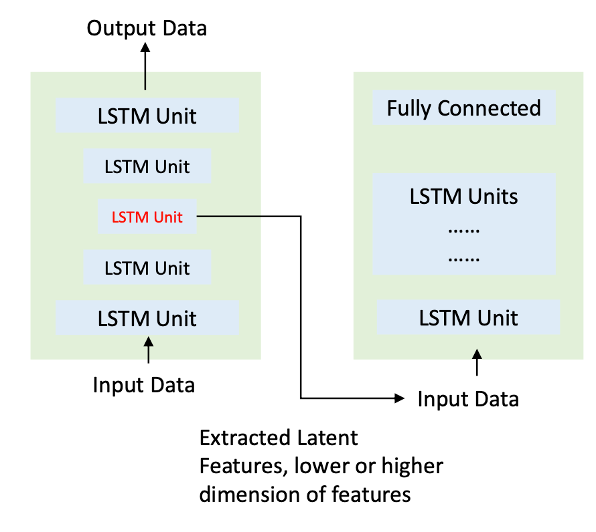 Output Data
LSTM Unit
LSTM Unit
LSTM Unit
LSTM Unit
LSTM Unit
Input Data
Fully Connected
LSTM Units
......
......
LSTM Unit
Input Data
Extracted Latent
Features, lower or higher
dimension of features